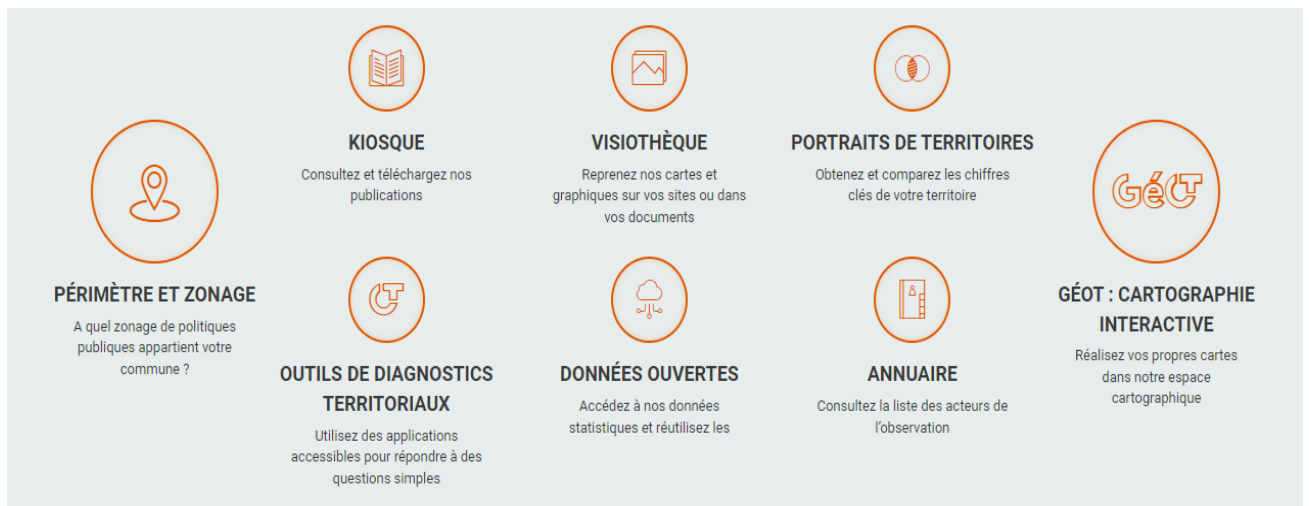 KIOSQUE
Consultez et téléchargez nos
publications
VISIOTHÈQUE
Reprenez nos cartes et
graphiques sur vos sites ou dans
vos documents
PORTRAITS DE TERRITOIRES
Obtenez et comparez les chiffres
clés de votre territoire
PÉRIMÈTRE ET ZONAGE
A quel zonage de politiques
publiques appartient votre
commune ?
GéOT
GÉOT : CARTOGRAPHIE
INTERACTIVE
Réalisez vos propres cartes
dans notre espace
cartographique
OT
OUTILS DE DIAGNOSTICS
TERRITORIAUX
Utilisez des applications
accessibles pour répondre à des
questions simples
DONNÉES OUVERTES
Accédez à nos données
statistiques et réutilisez les
ANNUAIRE
Consultez la liste des acteurs de
l'observation